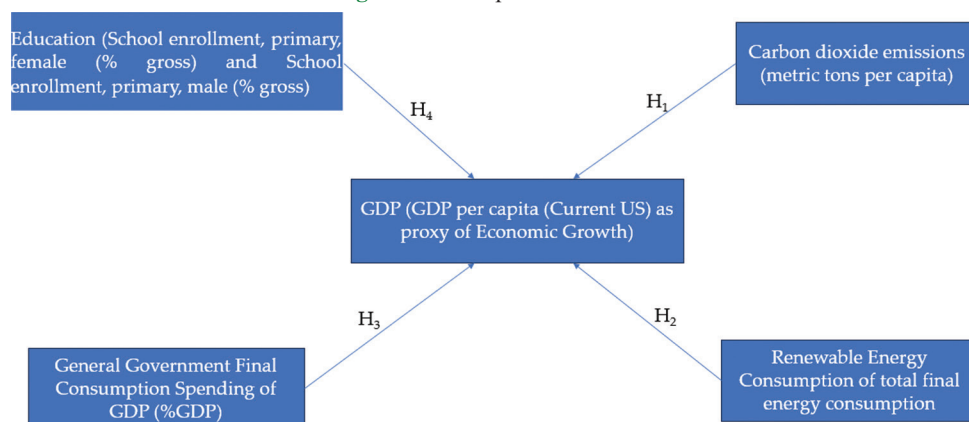 Education (School enrollment, primary,
female (% gross) and School
enrollment, primary, male (% gross)
Carbon dioxide emissions
(metric tons per capita)
H₄
H₁
GDP (GDP per capita (Current US) as
proxy of Economic Growth)
H₃
H₂
General Government Final
Consumption Spending of
GDP (%GDP)
Renewable Energy
Consumption of total final
energy consumption